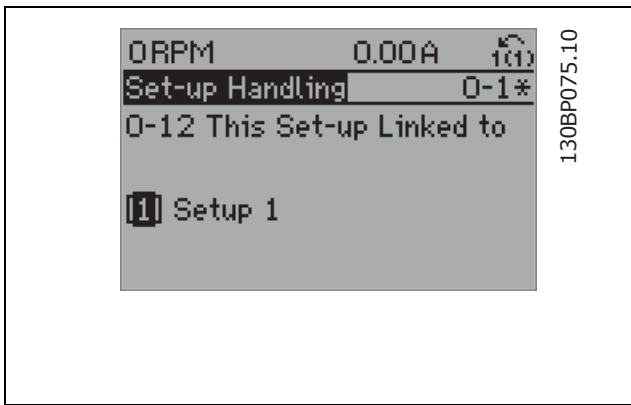 0RPM 0.00A 1(1)
Set-up Handling 0-1*
0-12 This Set-up Linked to
[1] Setup 1
130BP075.10